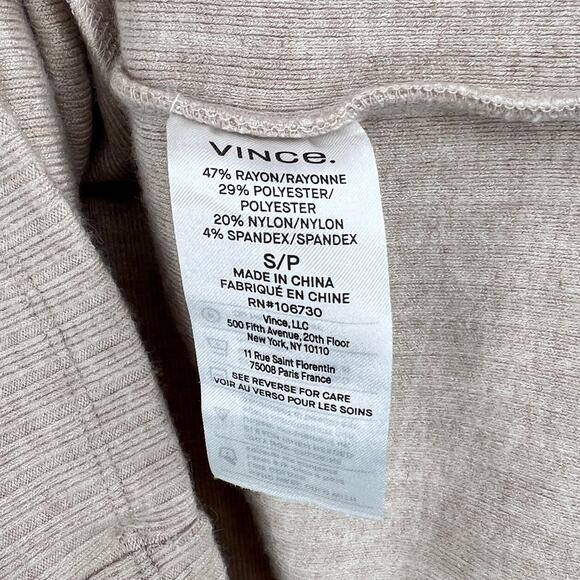 VINCE.
47% RAYON/RAYONNE
29% POLYESTER/
POLYESTER
20% NYLON/NYLON
4% SPANDEX/SPANDEX
S/P
MADE IN CHINA
FABRIQUÉ EN CHINE
RN#106730
Vince, LLC
500 Fifth Avenue, 20th Floor
New York, NY 10110
11 Rue Saint Florentin
75008 Paris France
SEE REVERSE FOR CARE
VOIR AU VERSO POUR LES SOINS